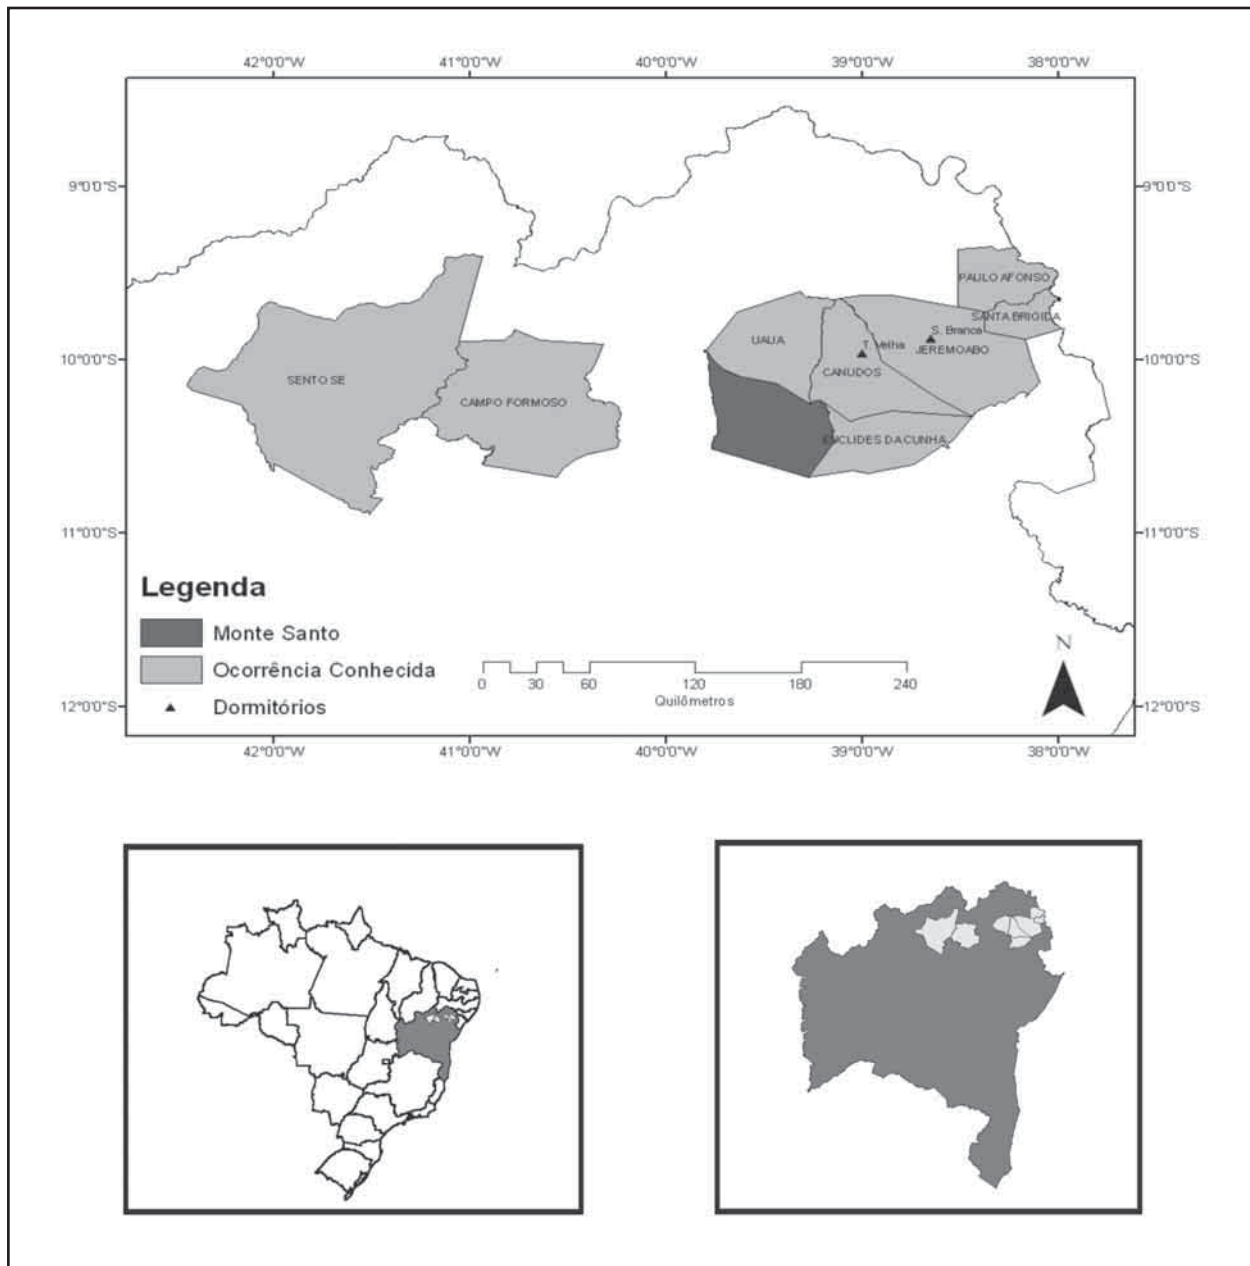 42°0'0"W 41°0'0"W 40°0'0"W 39°0'0"W 38°0'0"W
9°0'0"S 9°0'0"S
PAULO AFONSO
SANTA BRIGIDA
S. Branca
UAUA T. Velha JEREMOABO
10°0'0"S 10°0'0"S
CANUDOS
SENTO SE
CAMPO FORMOSO
EUCLIDES DA CUNHA
11°0'0"S 11°0'0"S
Legenda
Monte Santo
Ocorrência Conhecida
Dormitórios
N
0 30 60 120 180 240
Quilômetros
12°0'0"S 12°0'0"S
42°0'0"W 41°0'0"W 40°0'0"W 39°0'0"W 38°0'0"W